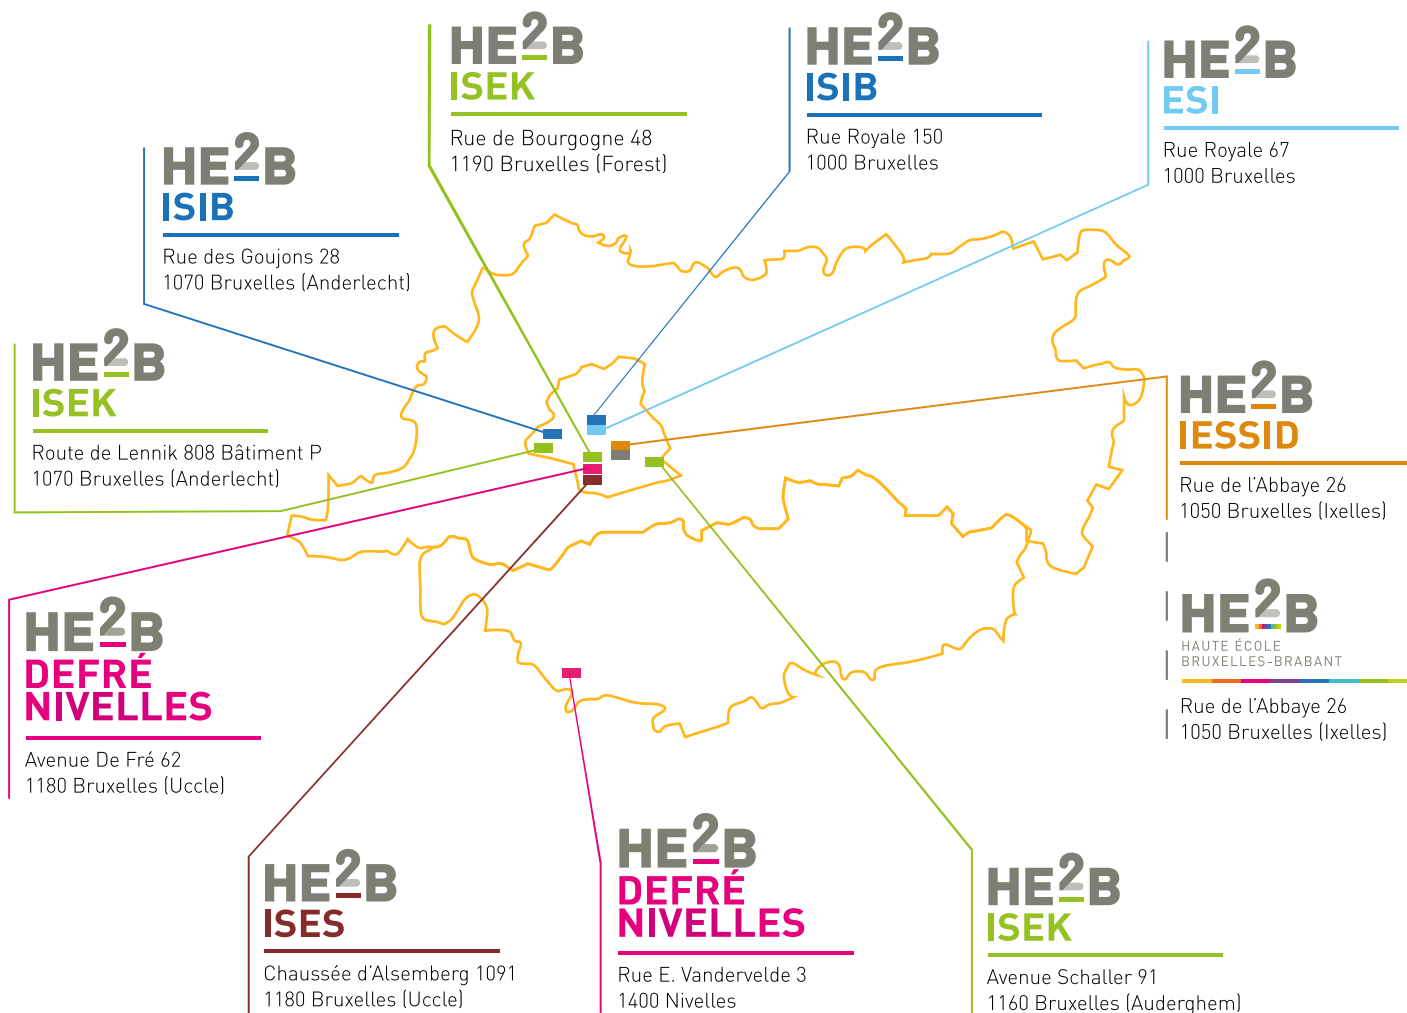 HE2B
ISEK
Rue de Bourgogne 48
1190 Bruxelles (Forest)
HE2B
ISIB
Rue Royale 150
1000 Bruxelles
HE2B
ESI
Rue Royale 67
1000 Bruxelles
HE2B
ISIB
Rue des Goujons 28
1070 Bruxelles (Anderlecht)
HE2B
ISEK
Route de Lennik 808 Bâtiment P
1070 Bruxelles (Anderlecht)
HE2B
IESSID
Rue de l'Abbaye 26
1050 Bruxelles (Ixelles)
HE2B
HAUTE ÉCOLE
BRUXELLES-BRABANT
Rue de l'Abbaye 26
1050 Bruxelles (Ixelles)
HE2B
DEFRÉ
NIVELLES
Avenue De Fré 62
1180 Bruxelles (Uccle)
HE2B
ISES
Chaussée d'Alsemberg 1091
1180 Bruxelles (Uccle)
HE2B
DEFRÉ
NIVELLES
Rue E. Vandervelde 3
1400 Nivelles
HE2B
ISEK
Avenue Schaller 91
1160 Bruxelles (Auderghem)